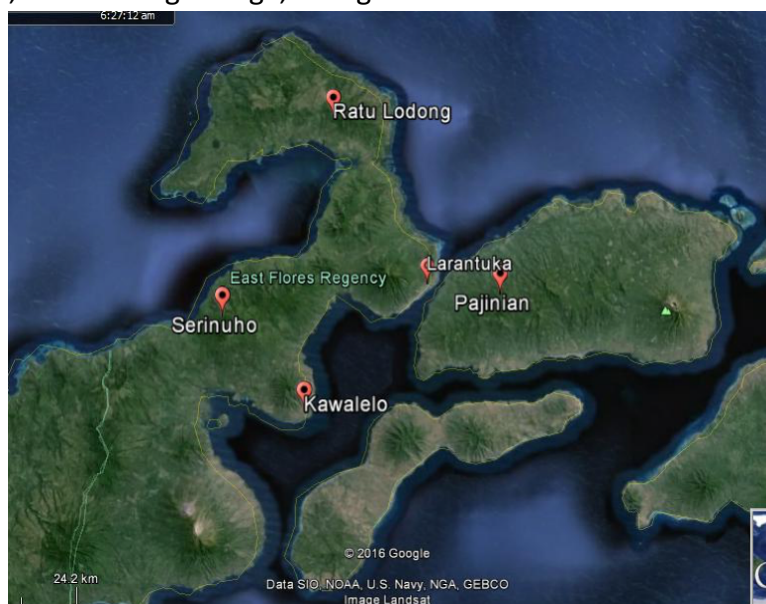 6:27:12 am
Ratu Lodong
Larantuka
East Flores Regency
Pajinian
Serinuho
Kawalelo
© 2016 Google
24.2 km
Data SIO, NOAA, U.S. Navy, NGA, GEBCO
Image Landsat